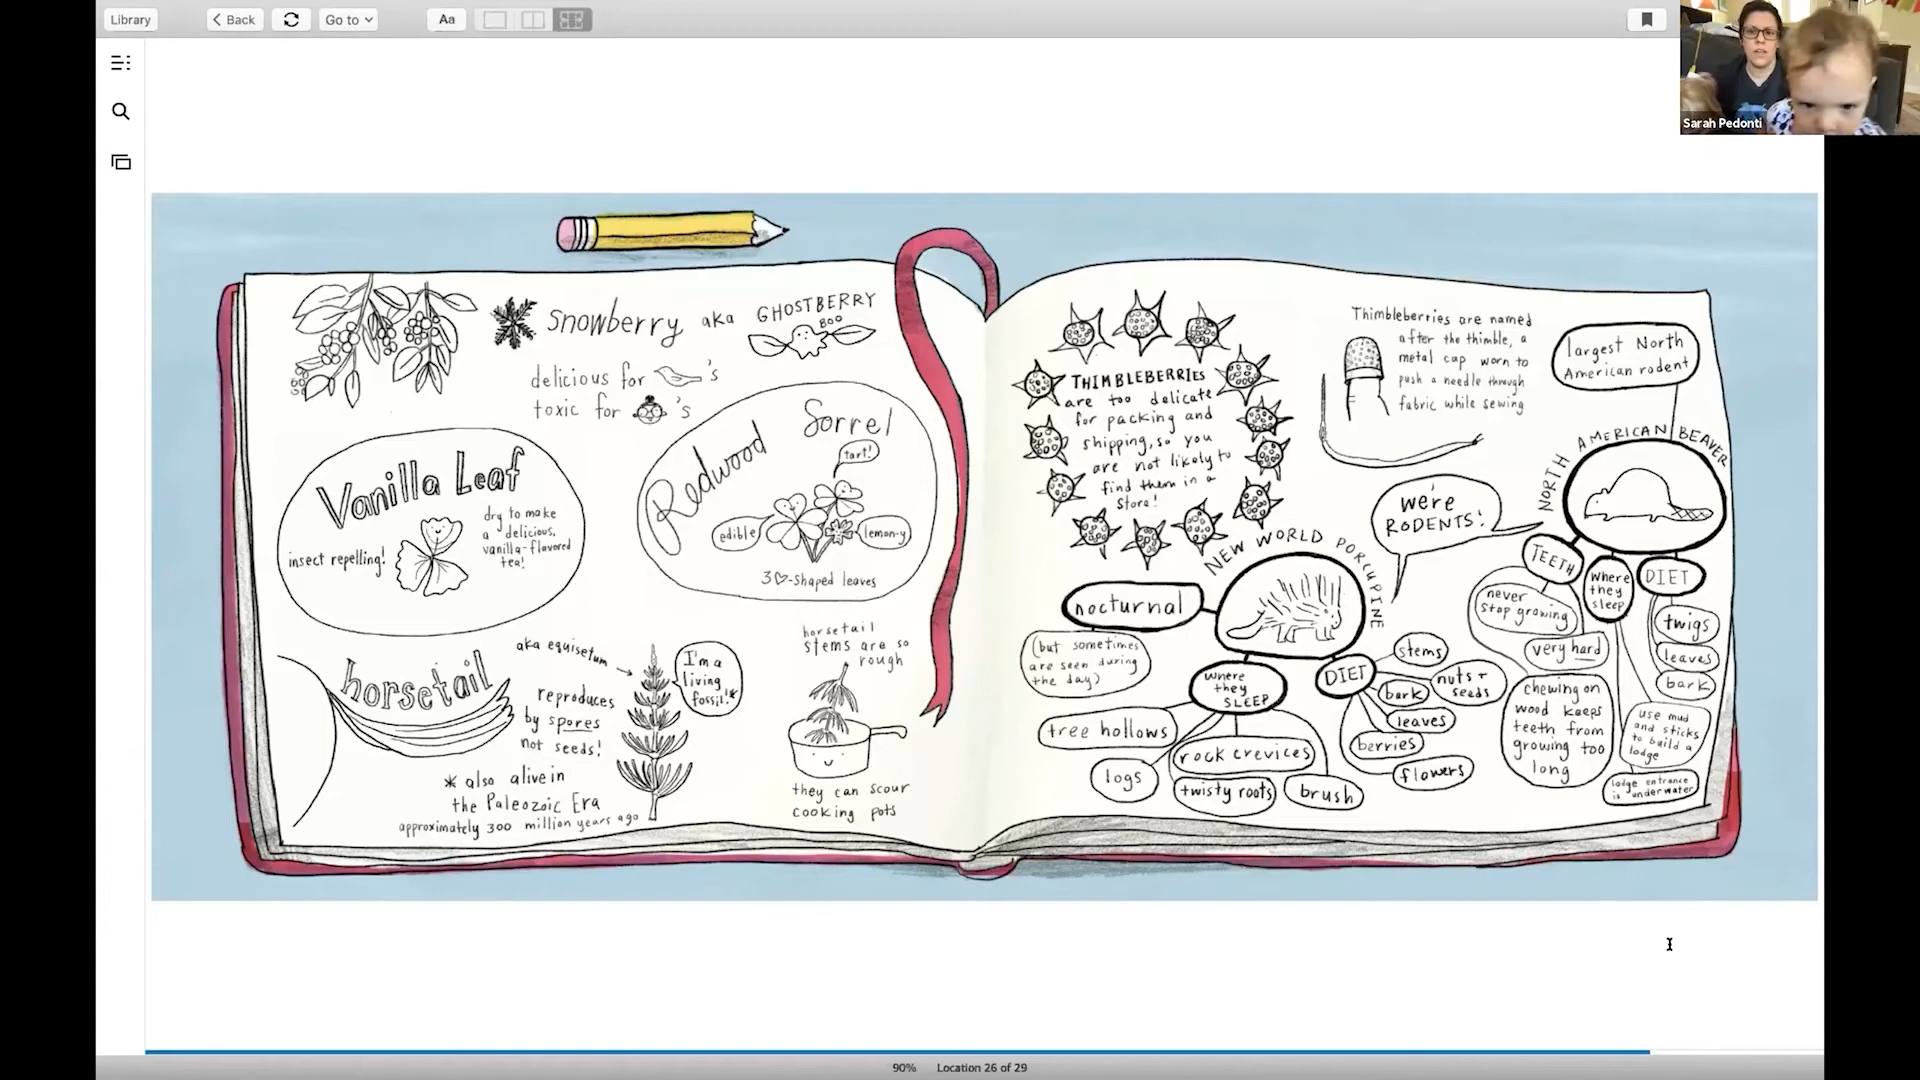 Library
Back
Go to
Aa
Sarah Pedonti
Snowberry aka GHOSTBERRY
BOO
delicious for 's
toxic for 's
Vanilla Leaf
insect repelling!
dry to make
a delicious,
vanilla-flavored
tea!
Redwood Sorrel
tart!
edible
lemon-y
3 ♡-shaped leaves
horsetail
aka equisetum
reproduces
by spores
not seeds!
I'm a
living
fossil!*
* also alive in
the Paleozoic Era
approximately 300 million years ago
horsetail
stems are so
rough
they can scour
cooking pots
THIMBLEBERRIES
are too delicate
for packing and
shipping, so you
are not likely to
find them in a
store!
Thimbleberries are named
after the thimble, a
metal cap worn to
push a needle through
fabric while sewing
largest North
American rodent
NORTH AMERICAN BEAVER
we're
RODENTS!
NEW WORLD PORCUPINE
nocturnal
(but sometimes
are seen during
the day)
where
they
SLEEP
tree hollows
logs
rock crevices
twisty roots
brush
DIET
stems
nuts +
seeds
bark
leaves
berries
flowers
TEETH
never
stop growing
very hard
chewing on
wood keeps
teeth from
growing too
long
where
they
sleep
use mud
and sticks
to build a
lodge
lodge entrance
is underwater
DIET
twigs
leaves
bark
90% Location 26 of 29